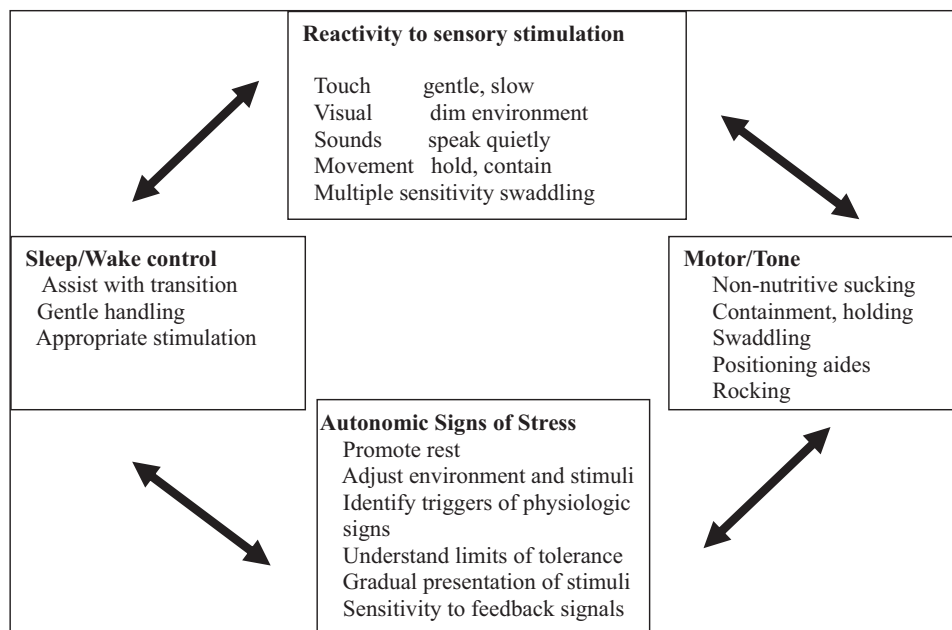 Reactivity to sensory stimulation
Touch gentle, slow
Visual dim environment
Sounds speak quietly
Movement hold, contain
Multiple sensitivity swaddling
Sleep/Wake control
Assist with transition
Gentle handling
Appropriate stimulation
Motor/Tone
Non-nutritive sucking
Containment, holding
Swaddling
Positioning aides
Rocking
Autonomic Signs of Stress
Promote rest
Adjust environment and stimuli
Identify triggers of physiologic
signs
Understand limits of tolerance
Gradual presentation of stimuli
Sensitivity to feedback signals